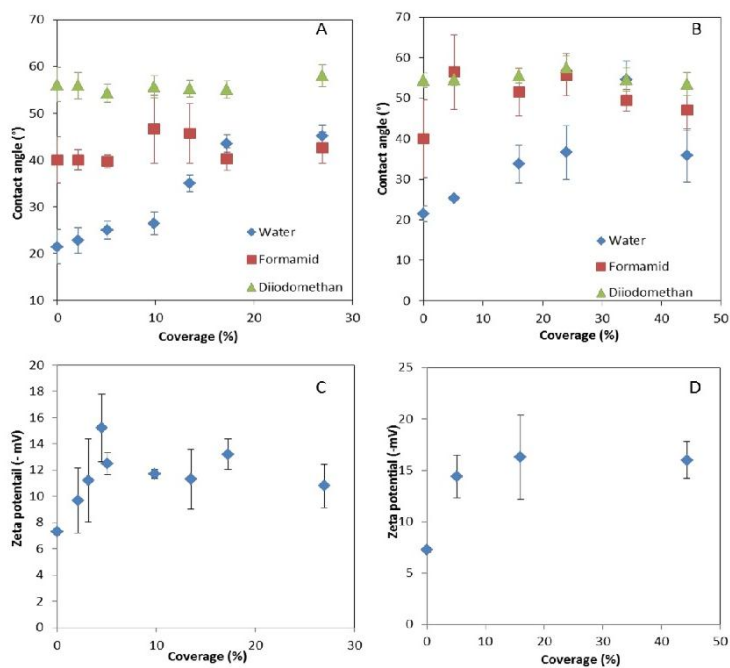 A
Contact angle (°)
70
60
50
40
30
20
10
Water
Formamid
Diiodomethan
0
10
20
30
Coverage (%)
B
Contact angle (°)
70
60
50
40
30
20
10
0
Water
Formamid
Diiodomethan
0
10
20
30
40
50
Coverage (%)
C
Zeta potentail (- mV)
20
18
16
14
12
10
8
6
4
2
0
0
10
20
30
Coverage (%)
D
Zeta potential (-mV)
25
20
15
10
5
0
0
10
20
30
40
50
Coverage (%)